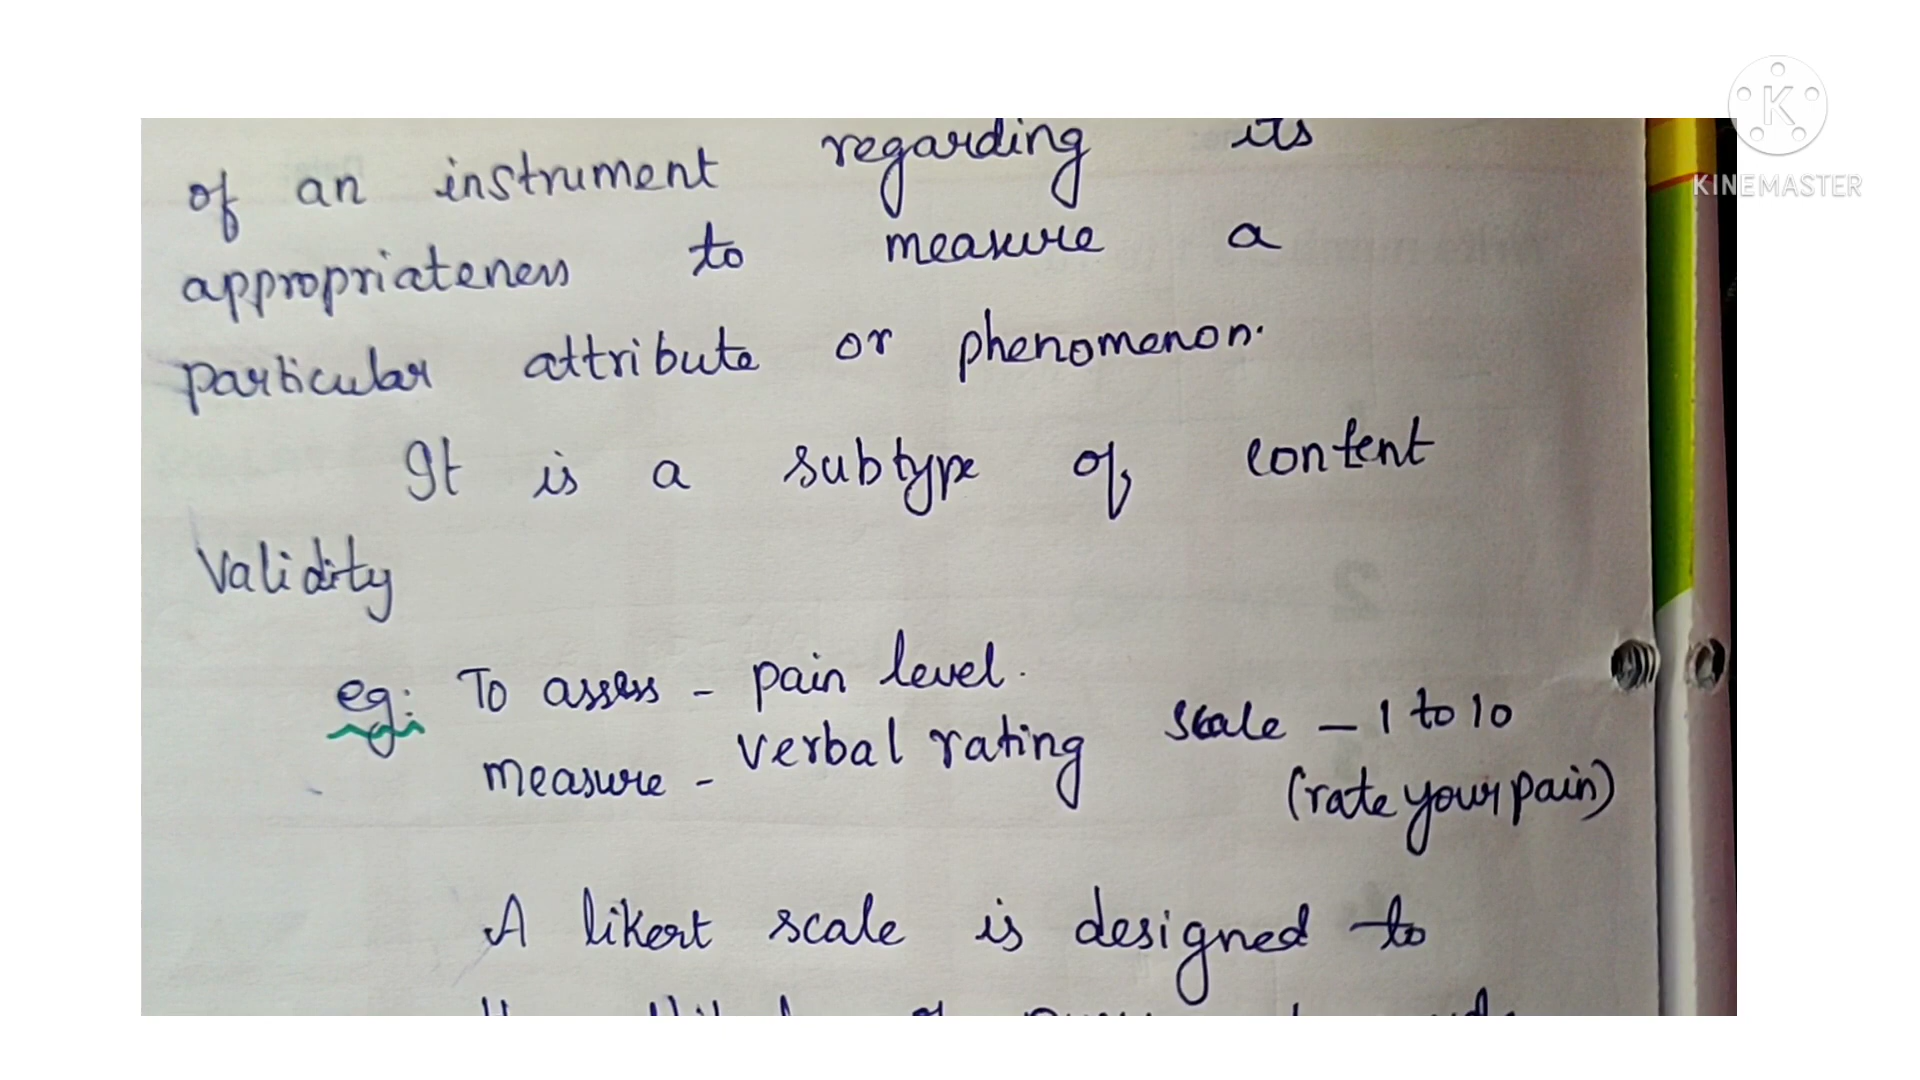 of an instrument regarding its
appropriateness to measure a
particular attribute or phenomenon.
It is a subtype of content
Validity
eg: To assess - pain level.
measure - verbal rating scale - 1 to 10
(rate your pain)
A likert scale is designed to
K
KINEMASTER